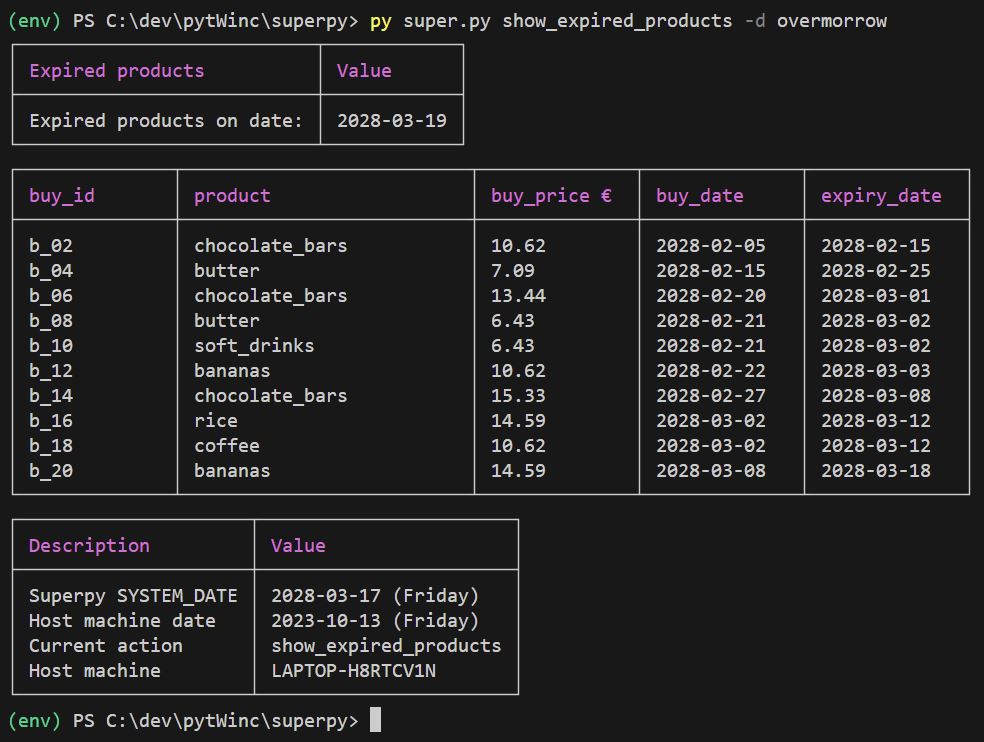 (env) PS C:\dev\pytWinc\superpy> py super.py show_expired_products -d overmorrow
Expired products Value
Expired products on date: 2028-03-19
buy_id product buy_price € buy_date expiry_date
b_02 chocolate_bars 10.62 2028-02-05 2028-02-15
b_04 butter 7.09 2028-02-15 2028-02-25
b_06 chocolate_bars 13.44 2028-02-20 2028-03-01
b_08 butter 6.43 2028-02-21 2028-03-02
b_10 soft_drinks 6.43 2028-02-21 2028-03-02
b_12 bananas 10.62 2028-02-22 2028-03-03
b_14 chocolate_bars 15.33 2028-02-27 2028-03-08
b_16 rice 14.59 2028-03-02 2028-03-12
b_18 coffee 10.62 2028-03-02 2028-03-12
b_20 bananas 14.59 2028-03-08 2028-03-18
Description Value
Superpy SYSTEM_DATE 2028-03-17 (Friday)
Host machine date 2023-10-13 (Friday)
Current action show_expired_products
Host machine LAPTOP-H8RTCV1N
(env) PS C:\dev\pytWinc\superpy>